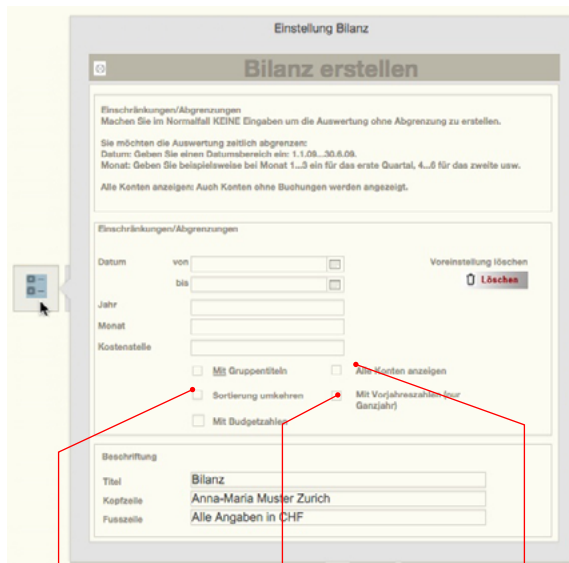 Einstellung Bilanz
Bilanz erstellen
Einschränkungen/Abgrenzungen
Machen Sie im Normalfall KEINE Eingaben um die Auswertung ohne Abgrenzung zu erstellen.
Sie möchten die Auswertung zeitlich abgrenzen:
Datum: Geben Sie einen Datumsbereich ein: 1.1.09...30.6.09.
Monat: Geben Sie beispielsweise bei Monat 1...3 ein für das erste Quartal, 4...6 für das zweite usw.
Alle Konten anzeigen: Auch Konten ohne Buchungen werden angezeigt.
Einschränkungen/Abgrenzungen
Datum von
Voreinstellung löschen
bis
Löschen
Jahr
Monat
Kostenstelle
Mit Gruppentiteln
Alle Konten anzeigen
Sortierung umkehren
Mit Vorjahreszahlen (nur
Ganzjahr)
Mit Budgetzahlen
Beschriftung
Titel Bilanz
Kopfzeile Anna-Maria Muster Zurich
Fusszeile Alle Angaben in CHF